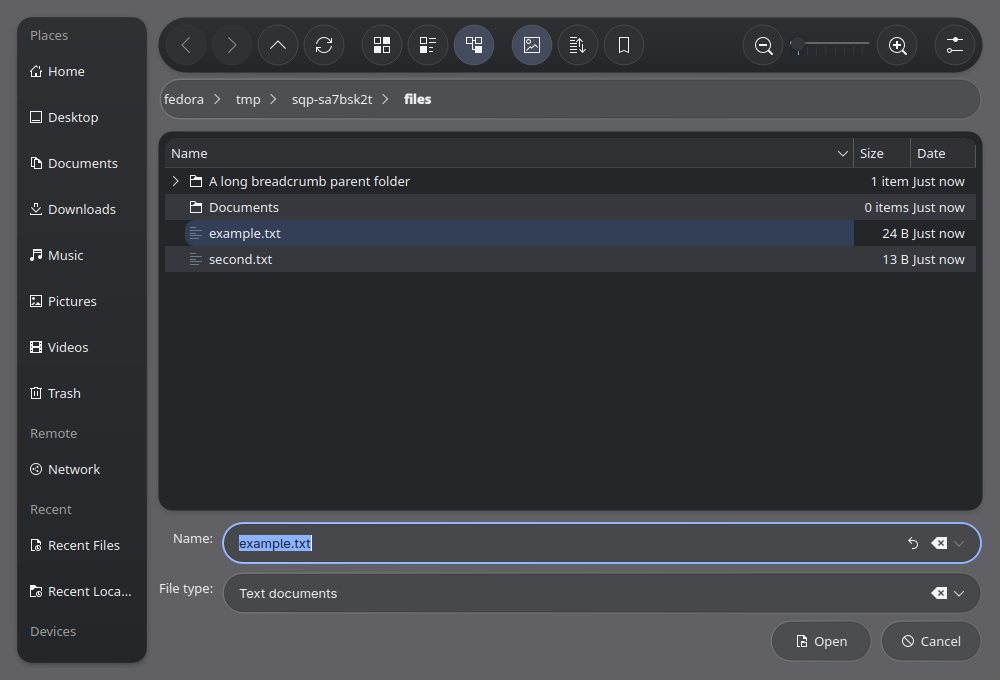 Places
Home
Desktop
Documents
Downloads
Music
Pictures
Videos
Trash
Remote
Network
Recent
Recent Files
Recent Loca...
Devices
fedora tmp sqp-sa7bsk2t files
Name Size Date
A long breadcrumb parent folder 1 item Just now
Documents 0 items Just now
example.txt 24 B Just now
second.txt 13 B Just now
Name: example.txt
File type: Text documents
Open Cancel